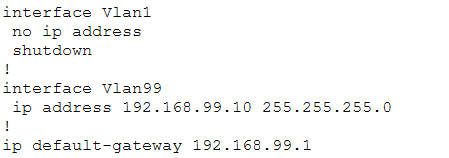 interface Vlan1
 no ip address
 shutdown
!
interface Vlan99
 ip address 192.168.99.10 255.255.255.0
!
ip default-gateway 192.168.99.1